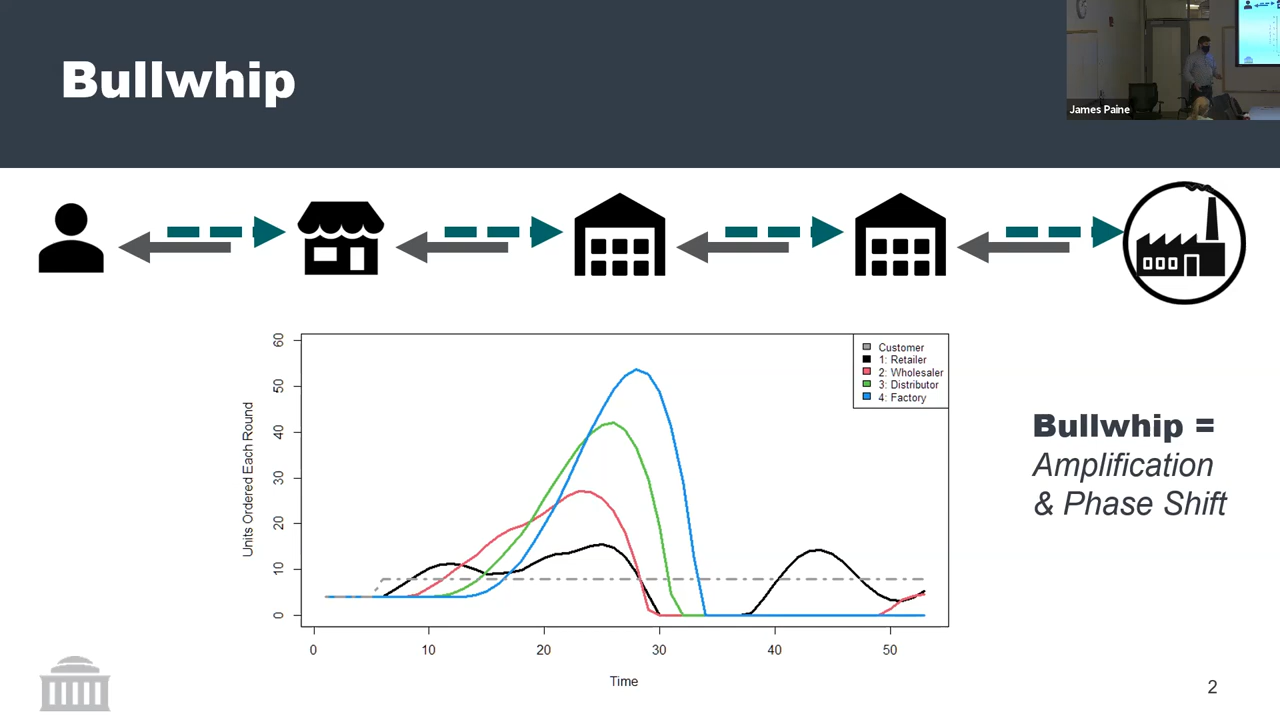 Bullwhip
James Paine
60
50
40
30
20
10
0
Units Ordered Each Round
Customer
1: Retailer
2: Wholesaler
3: Distributor
4: Factory
0 10 20 30 40 50
Time
Bullwhip =
Amplification
& Phase Shift
2